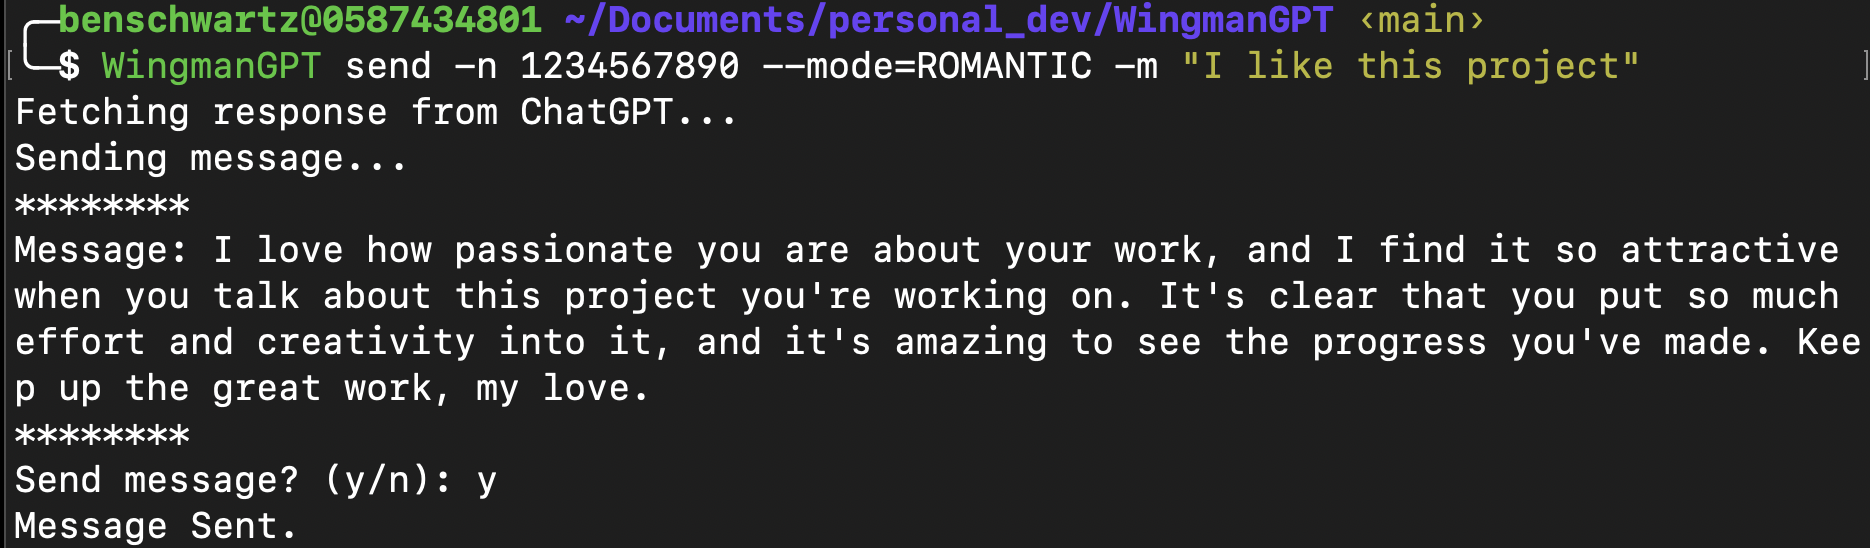 benschwartz@0587434801 ~/Documents/personal_dev/WingmanGPT ‹main›
$ WingmanGPT send -n 1234567890 --mode=ROMANTIC -m "I like this project"
Fetching response from ChatGPT...
Sending message...
********
Message: I love how passionate you are about your work, and I find it so attractive
when you talk about this project you're working on. It's clear that you put so much
effort and creativity into it, and it's amazing to see the progress you've made. Kee
p up the great work, my love.
********
Send message? (y/n): y
Message Sent.